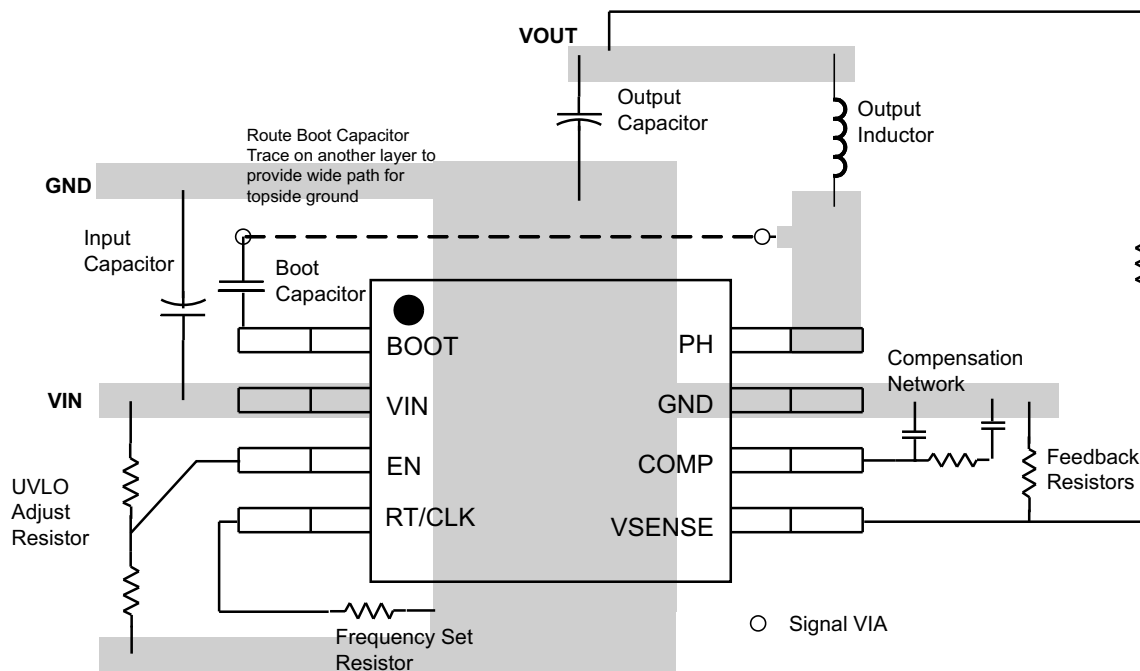 VOUT
Output
Capacitor
Output
Inductor
Route Boot Capacitor
Trace on another layer to
provide wide path for
topside ground
GND
Input
Capacitor
Boot
Capacitor
BOOT
PH
Compensation
Network
VIN
VIN
GND
EN
COMP
Feedback
Resistors
UVLO
Adjust
Resistor
RT/CLK
VSENSE
Frequency Set
Resistor
Signal VIA